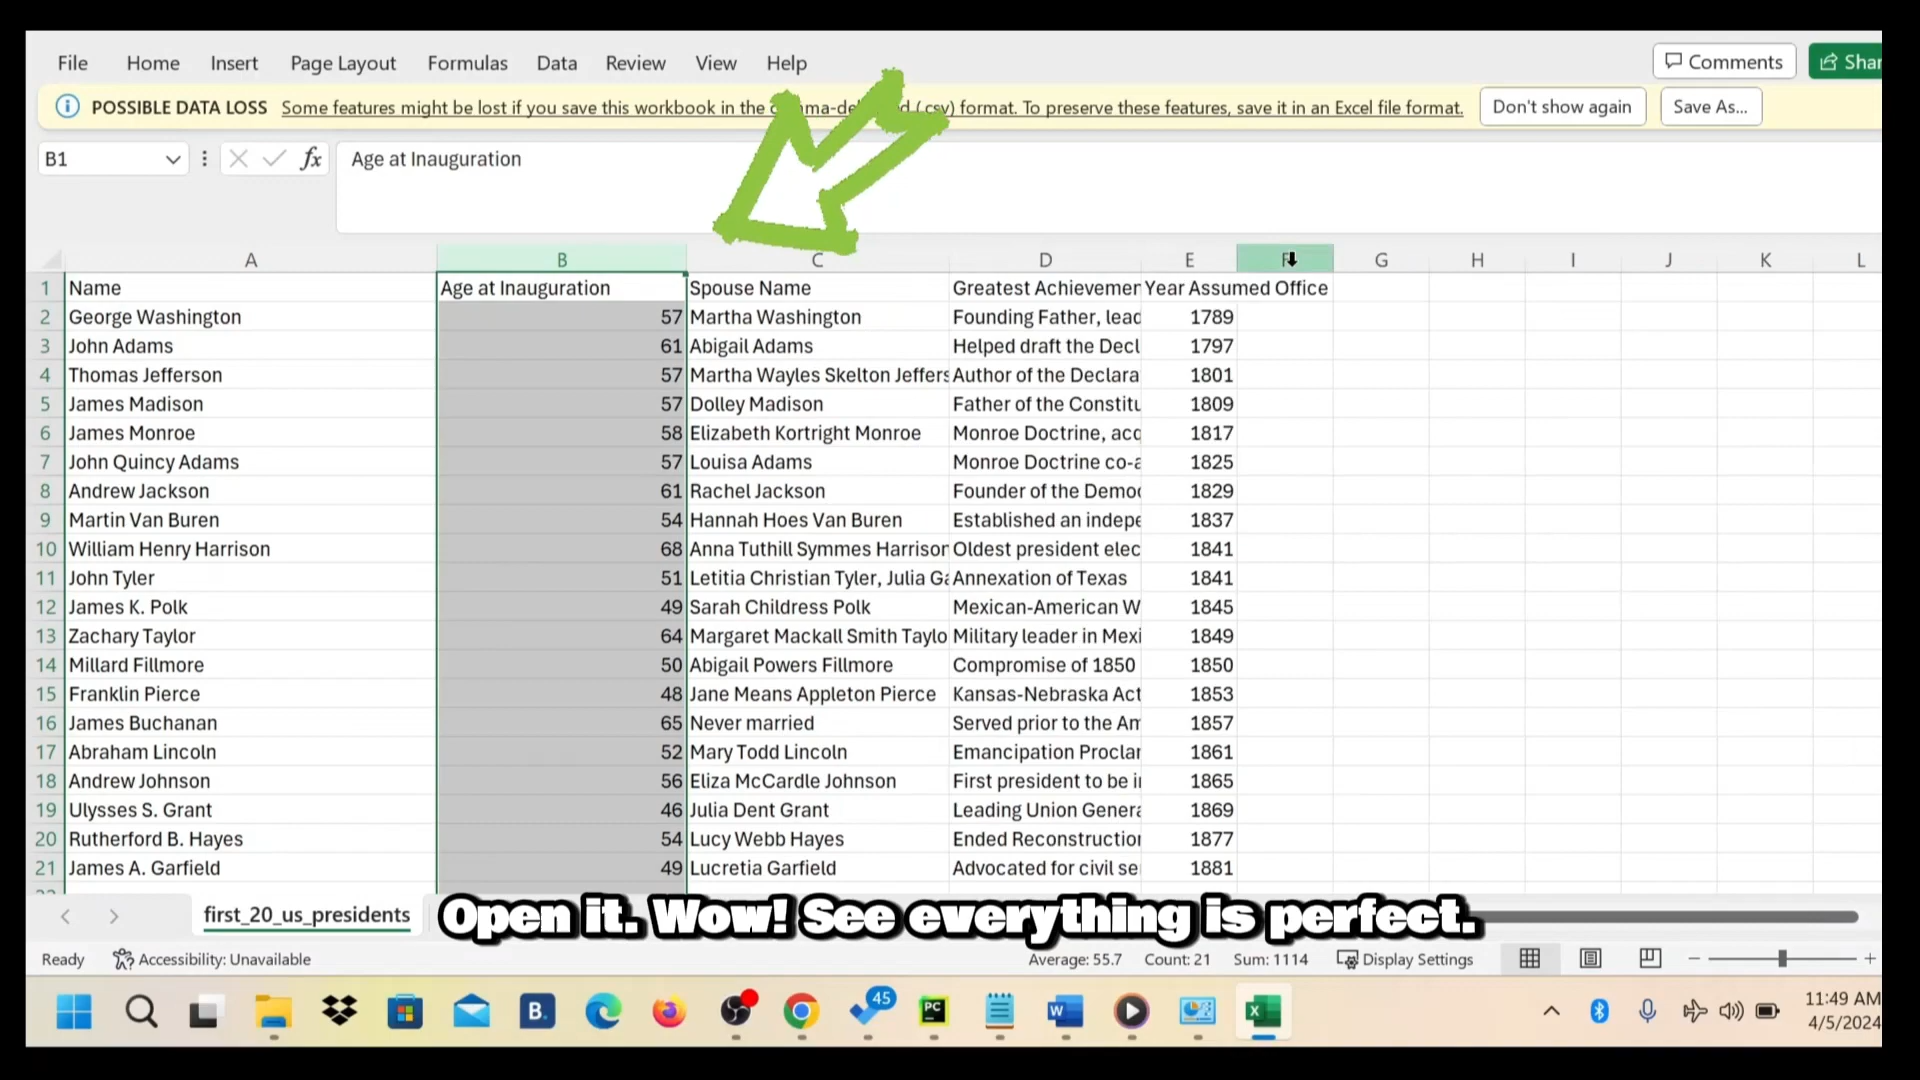 File Home Insert Page Layout Formulas Data Review View Help Comments Shar
POSSIBLE DATA LOSS Some features might be lost if you save this workbook in the mma-de d (.csv) format. To preserve these features, save it in an Excel file format. Don't show again Save As...
B1 fx Age at Inauguration
A B C D E F G H I J K L
1 Name Age at Inauguration Spouse Name Greatest Achievemen Year Assumed Office
2 George Washington 57 Martha Washington Founding Father, lead 1789
3 John Adams 61 Abigail Adams Helped draft the Decl 1797
4 Thomas Jefferson 57 Martha Wayles Skelton Jeffers Author of the Declara 1801
5 James Madison 57 Dolley Madison Father of the Constitu 1809
6 James Monroe 58 Elizabeth Kortright Monroe Monroe Doctrine, acq 1817
7 John Quincy Adams 57 Louisa Adams Monroe Doctrine co-a 1825
8 Andrew Jackson 61 Rachel Jackson Founder of the Democ 1829
9 Martin Van Buren 54 Hannah Hoes Van Buren Established an indepe 1837
10 William Henry Harrison 68 Anna Tuthill Symmes Harrison Oldest president elec 1841
11 John Tyler 51 Letitia Christian Tyler, Julia Ga Annexation of Texas 1841
12 James K. Polk 49 Sarah Childress Polk Mexican-American W 1845
13 Zachary Taylor 64 Margaret Mackall Smith Taylo Military leader in Mexi 1849
14 Millard Fillmore 50 Abigail Powers Fillmore Compromise of 1850 1850
15 Franklin Pierce 48 Jane Means Appleton Pierce Kansas-Nebraska Act 1853
16 James Buchanan 65 Never married Served prior to the Am 1857
17 Abraham Lincoln 52 Mary Todd Lincoln Emancipation Proclar 1861
18 Andrew Johnson 56 Eliza McCardle Johnson First president to be i 1865
19 Ulysses S. Grant 46 Julia Dent Grant Leading Union Genera 1869
20 Rutherford B. Hayes 54 Lucy Webb Hayes Ended Reconstruction 1877
21 James A. Garfield 49 Lucretia Garfield Advocated for civil se 1881
first_20_us_presidents
Open it. Wow! See everything is perfect.
Ready Accessibility: Unavailable Average: 55.7 Count: 21 Sum: 1114 Display Settings
B. 45 PC W X 11:49 AM
4/5/2024